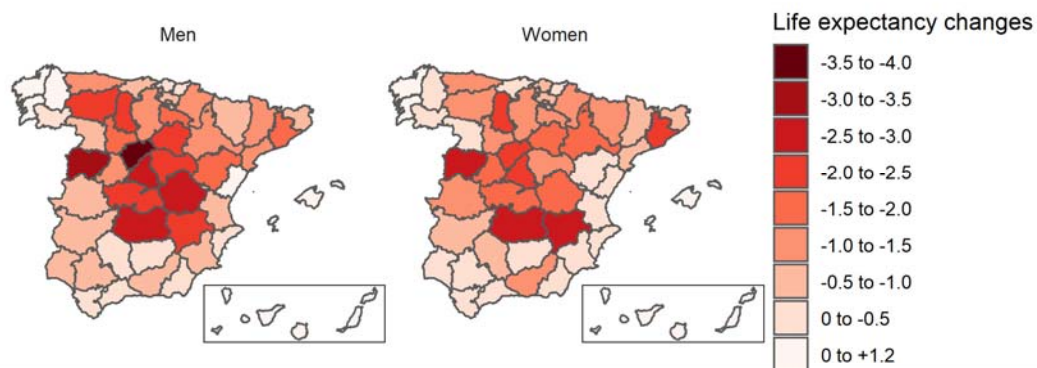 Life expectancy changes
Men
Women
-3.5 to -4.0
-3.0 to -3.5
-2.5 to -3.0
-2.0 to -2.5
-1.5 to -2.0
-1.0 to -1.5
-0.5 to -1.0
0 to -0.5
0 to +1.2